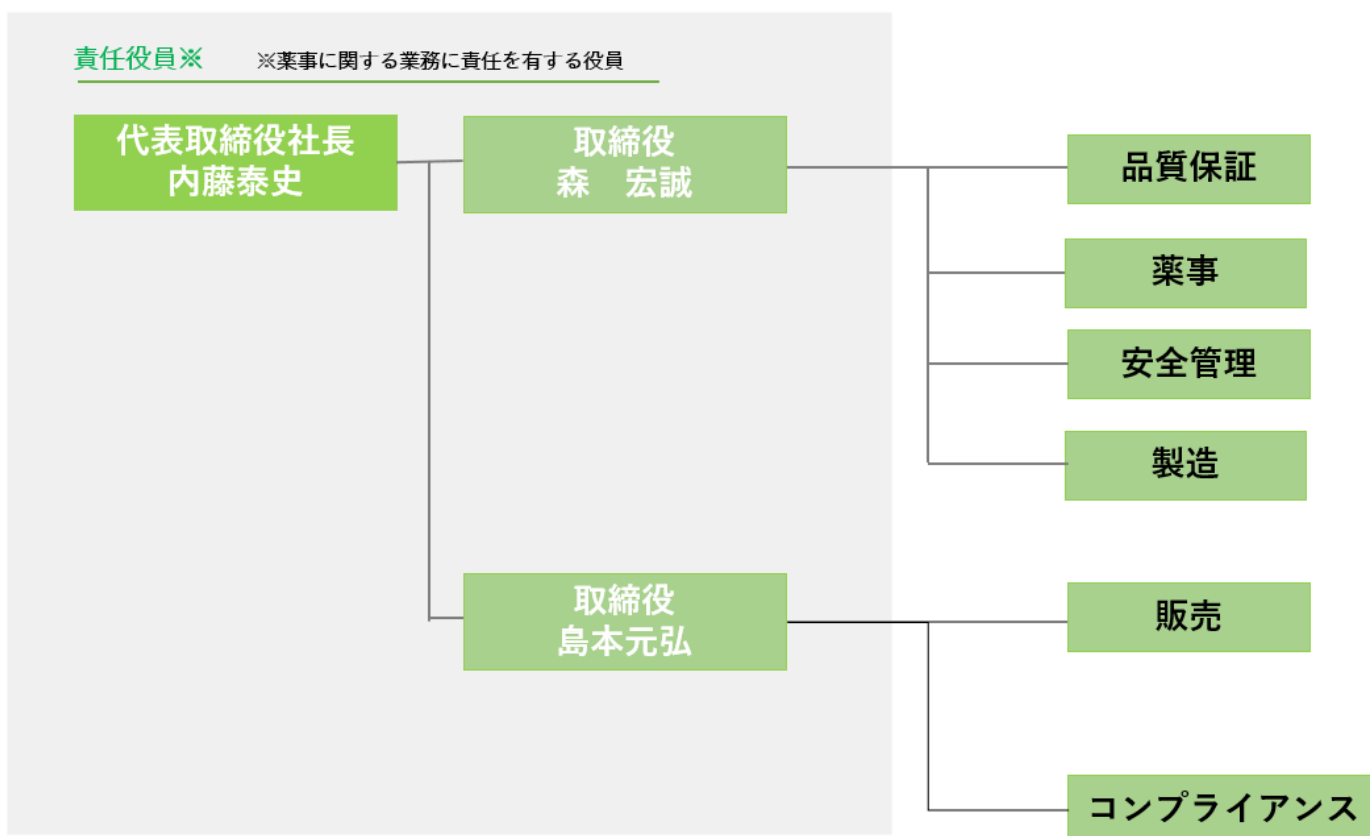 責任役員※ ※薬事に関する業務に責任を有する役員
代表取締役社長
内藤泰史
取締役
森　宏誠
品質保証
薬事
安全管理
製造
取締役
島本元弘
販売
コンプライアンス